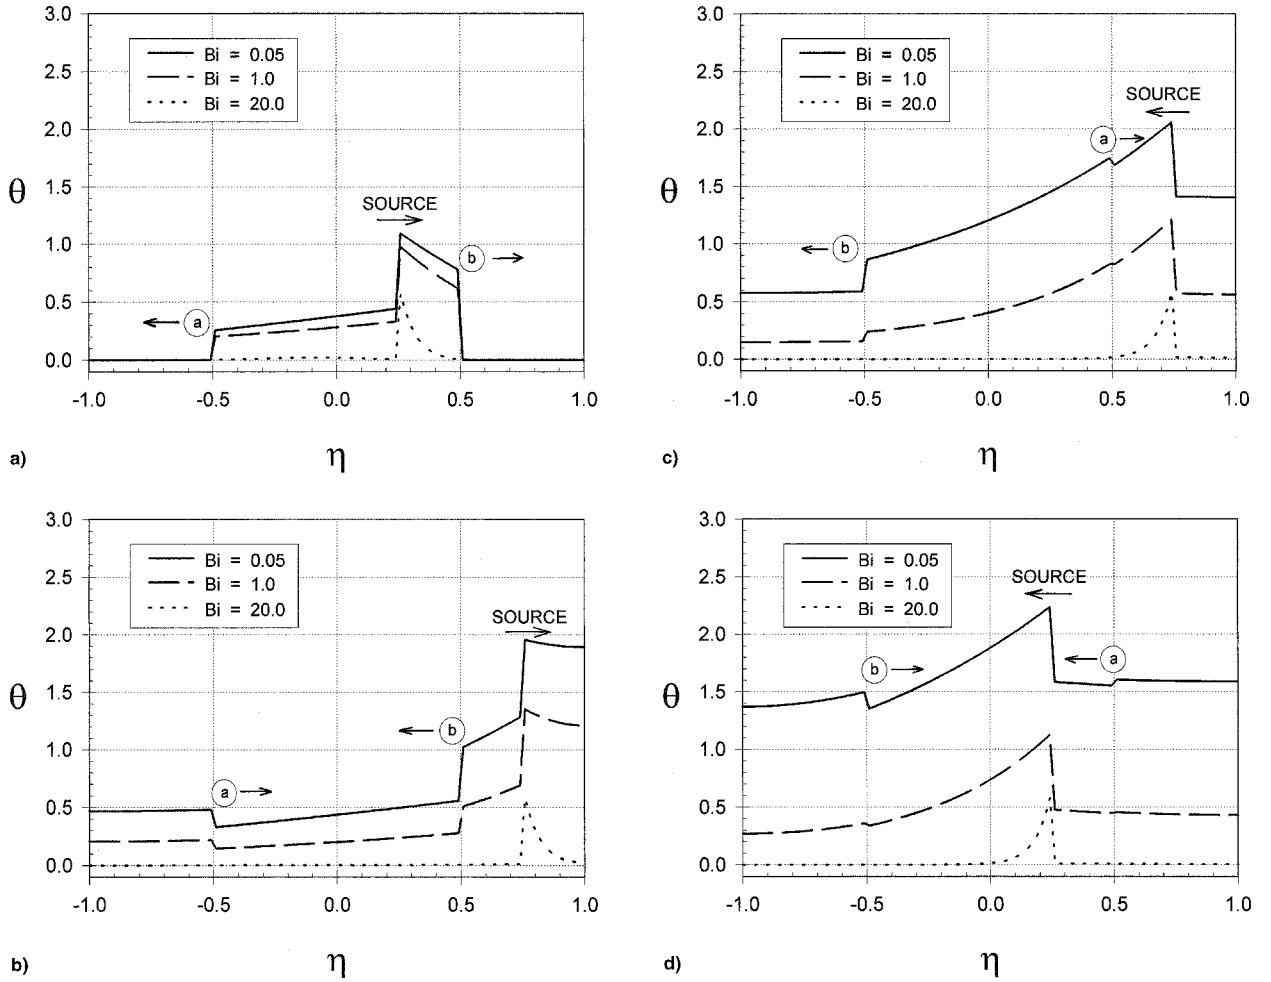 3.0
2.5
2.0
1.5
1.0
0.5
0.0
θ
Bi = 0.05
Bi = 1.0
Bi = 20.0
SOURCE
a
b
-1.0 -0.5 0.0 0.5 1.0
a) η
3.0
2.5
2.0
1.5
1.0
0.5
0.0
θ
Bi = 0.05
Bi = 1.0
Bi = 20.0
SOURCE
a
b
-1.0 -0.5 0.0 0.5 1.0
c) η
3.0
2.5
2.0
1.5
1.0
0.5
0.0
θ
Bi = 0.05
Bi = 1.0
Bi = 20.0
SOURCE
b
a
-1.0 -0.5 0.0 0.5 1.0
b) η
3.0
2.5
2.0
1.5
1.0
0.5
0.0
θ
Bi = 0.05
Bi = 1.0
Bi = 20.0
SOURCE
b
a
-1.0 -0.5 0.0 0.5 1.0
d) η